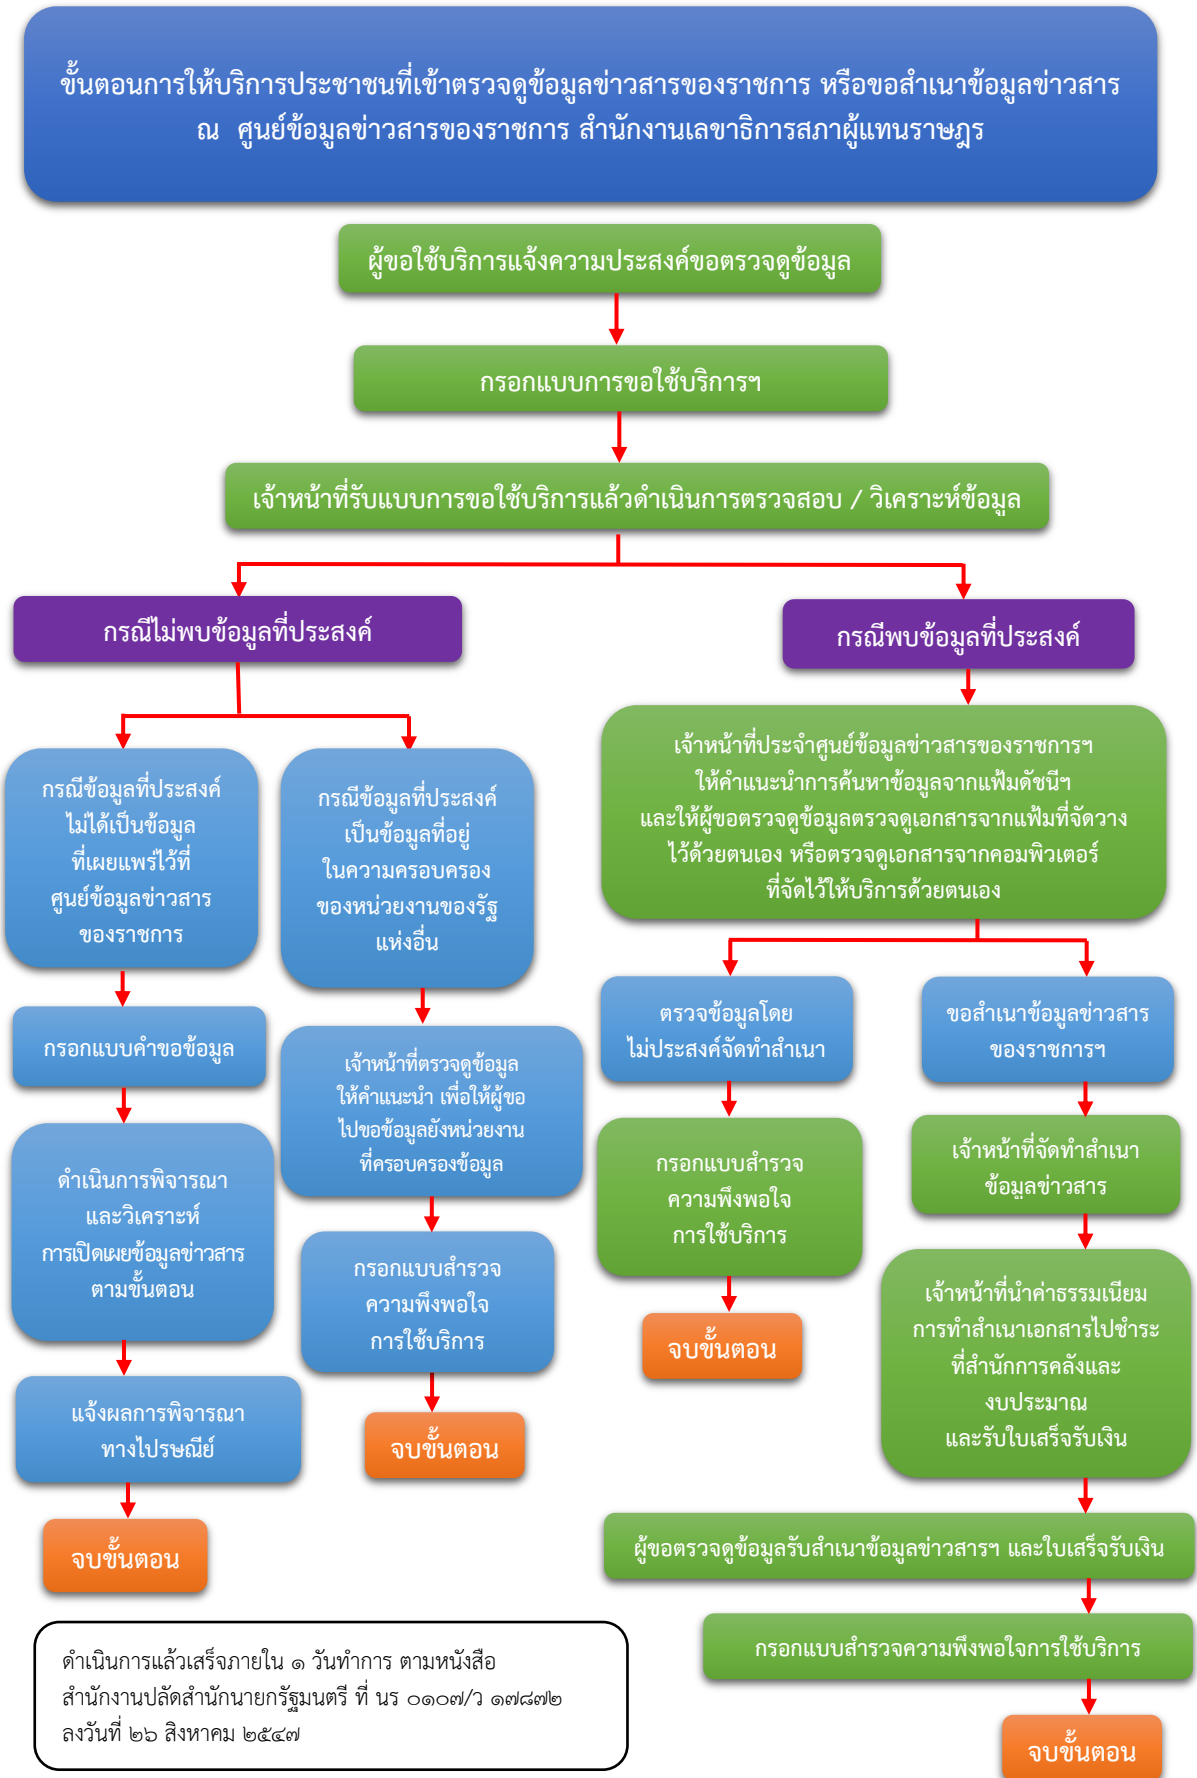 ขั้นตอนการให้บริการประชาชนที่เข้าตรวจดูข้อมูลข่าวสารของราชการ หรือขอสำเนาข้อมูลข่าวสาร
ณ ศูนย์ข้อมูลข่าวสารของราชการ สำนักงานเลขาธิการสภาผู้แทนราษฎร
ผู้ขอใช้บริการแจ้งความประสงค์ขอตรวจดูข้อมูล
กรอกแบบการขอใช้บริการฯ
เจ้าหน้าที่รับแบบการขอใช้บริการแล้วดำเนินการตรวจสอบ / วิเคราะห์ข้อมูล
กรณีไม่พบข้อมูลที่ประสงค์
กรณีข้อมูลที่ประสงค์
ไม่ได้เป็นข้อมูล
ที่เผยแพร่ไว้ที่
ศูนย์ข้อมูลข่าวสาร
ของราชการ
กรอกแบบคำขอข้อมูล
ดำเนินการพิจารณา
และวิเคราะห์
การเปิดเผยข้อมูลข่าวสาร
ตามขั้นตอน
แจ้งผลการพิจารณา
ทางไปรษณีย์
จบขั้นตอน
กรณีข้อมูลที่ประสงค์
เป็นข้อมูลที่อยู่
ในความครอบครอง
ของหน่วยงานของรัฐ
แห่งอื่น
เจ้าหน้าที่ตรวจดูข้อมูล
ให้คำแนะนำ เพื่อให้ผู้ขอ
ไปขอข้อมูลยังหน่วยงาน
ที่ครอบครองข้อมูล
กรอกแบบสำรวจ
ความพึงพอใจ
การใช้บริการ
จบขั้นตอน
กรณีพบข้อมูลที่ประสงค์
เจ้าหน้าที่ประจำศูนย์ข้อมูลข่าวสารของราชการฯ
ให้คำแนะนำการค้นหาข้อมูลจากแฟ้มดัชนีฯ
และให้ผู้ขอตรวจดูข้อมูลตรวจดูเอกสารจากแฟ้มที่จัดวาง
ไว้ด้วยตนเอง หรือตรวจดูเอกสารจากคอมพิวเตอร์
ที่จัดไว้ให้บริการด้วยตนเอง
ตรวจข้อมูลโดย
ไม่ประสงค์จัดทำสำเนา
กรอกแบบสำรวจ
ความพึงพอใจ
การใช้บริการ
จบขั้นตอน
ขอสำเนาข้อมูลข่าวสาร
ของราชการฯ
เจ้าหน้าที่จัดทำสำเนา
ข้อมูลข่าวสาร
เจ้าหน้าที่นำค่าธรรมเนียม
การทำสำเนาเอกสารไปชำระ
ที่สำนักการคลังและ
งบประมาณ
และรับใบเสร็จรับเงิน
ผู้ขอตรวจดูข้อมูลรับสำเนาข้อมูลข่าวสารฯ และใบเสร็จรับเงิน
กรอกแบบสำรวจความพึงพอใจการใช้บริการ
จบขั้นตอน
ดำเนินการแล้วเสร็จภายใน ๑ วันทำการ ตามหนังสือ
สำนักงานปลัดสำนักนายกรัฐมนตรี ที่ นร ๐๑๐๗/ว ๑๓๘๗๒
ลงวันที่ ๒๖ สิงหาคม ๒๕๔๗